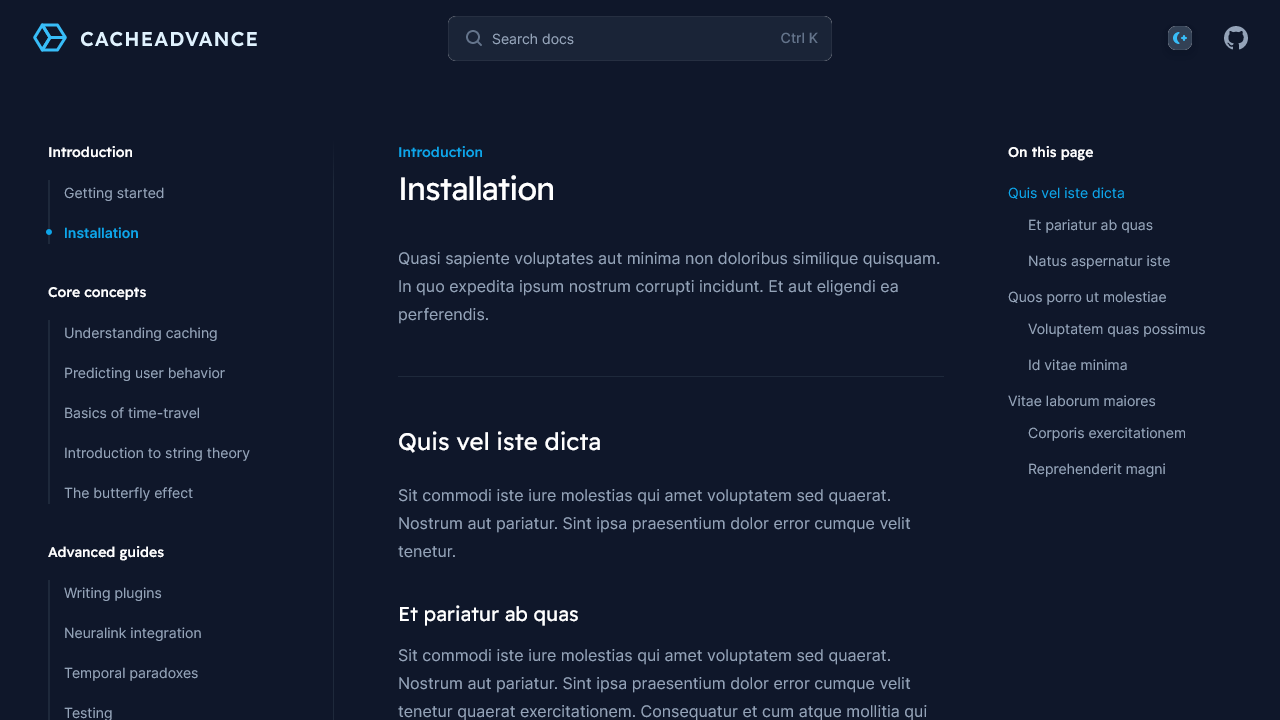 CACHEADVANCE
Search docs
Ctrl K
Introduction
Getting started
Installation
Core concepts
Understanding caching
Predicting user behavior
Basics of time-travel
Introduction to string theory
The butterfly effect
Advanced guides
Writing plugins
Neuralink integration
Temporal paradoxes
Testing
Introduction
Installation
Quasi sapiente voluptates aut minima non doloribus similique quisquam.
In quo expedita ipsum nostrum corrupti incidunt. Et aut eligendi ea
perferendis.
Quis vel iste dicta
Sit commodi iste iure molestias qui amet voluptatem sed quaerat.
Nostrum aut pariatur. Sint ipsa praesentium dolor error cumque velit
tenetur.
Et pariatur ab quas
Sit commodi iste iure molestias qui amet voluptatem sed quaerat.
Nostrum aut pariatur. Sint ipsa praesentium dolor error cumque velit
tenetur quaerat exercitationem. Consequatur et cum atque mollitia qui
On this page
Quis vel iste dicta
Et pariatur ab quas
Natus aspernatur iste
Quos porro ut molestiae
Voluptatem quas possimus
Id vitae minima
Vitae laborum maiores
Corporis exercitationem
Reprehenderit magni